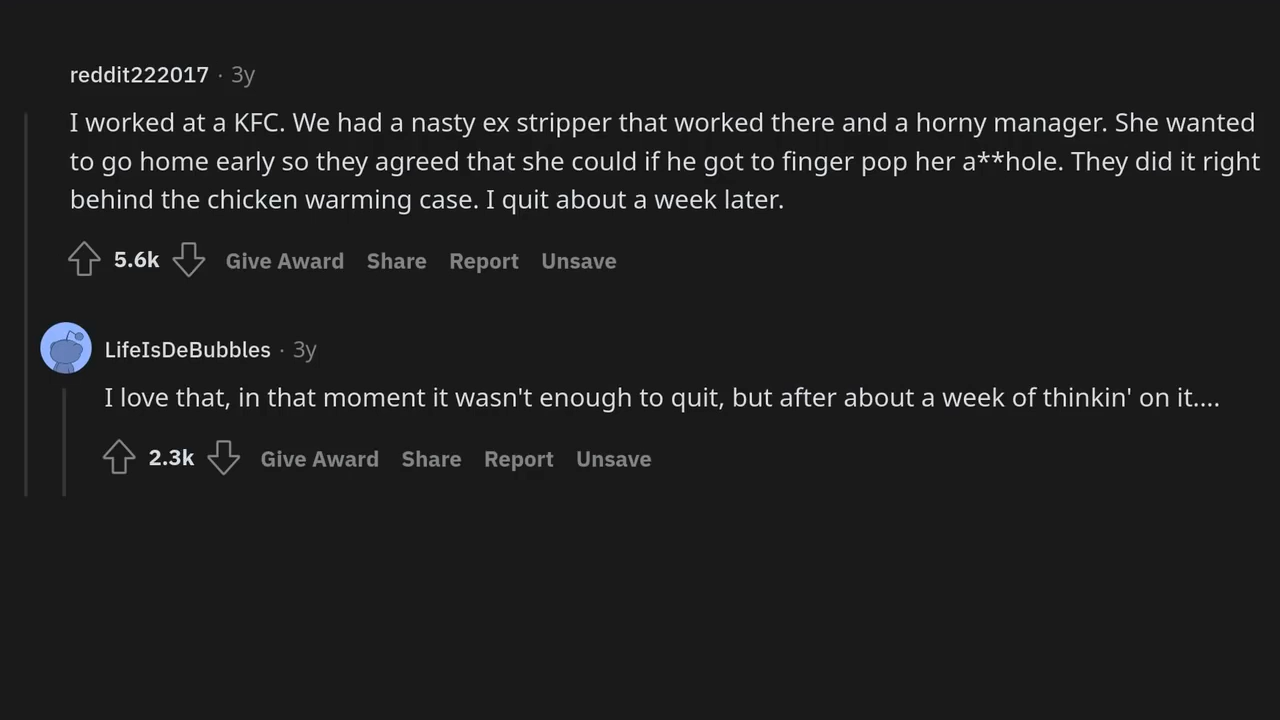 reddit222017 · 3y
I worked at a KFC. We had a nasty ex stripper that worked there and a horny manager. She wanted
to go home early so they agreed that she could if he got to finger pop her a**hole. They did it right
behind the chicken warming case. I quit about a week later.
5.6k Give Award Share Report Unsave
LifeIsDeBubbles · 3y
I love that, in that moment it wasn't enough to quit, but after about a week of thinkin' on it....
2.3k Give Award Share Report Unsave